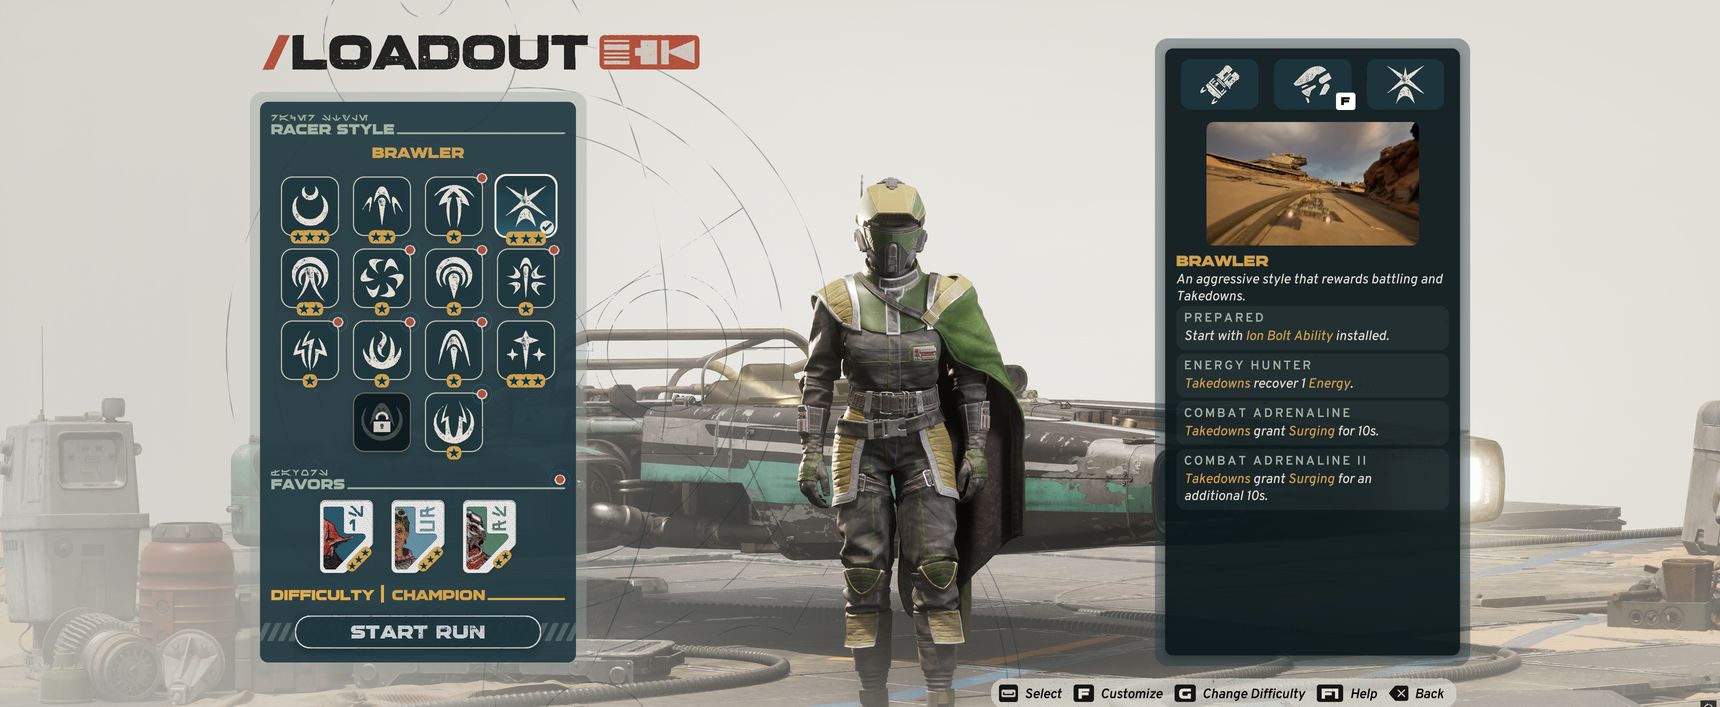 /LOADOUT
RACER STYLE
BRAWLER
FAVORS
DIFFICULTY | CHAMPION
START RUN
F
BRAWLER
An aggressive style that rewards battling and
Takedowns.
PREPARED
Start with Ion Bolt Ability installed.
ENERGY HUNTER
Takedowns recover 1 Energy.
COMBAT ADRENALINE
Takedowns grant Surging for 10s.
COMBAT ADRENALINE II
Takedowns grant Surging for an
additional 10s.
Select F Customize G Change Difficulty F1 Help Back